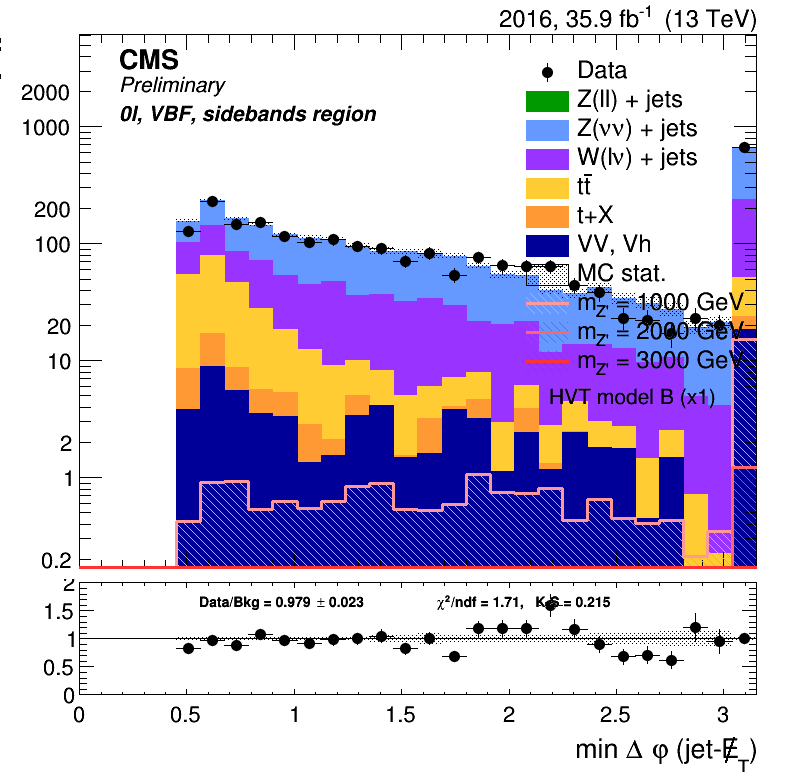 2016, 35.9 fb⁻¹ (13 TeV)
CMS
Preliminary
0l, VBF, sidebands region
Data
Z(ll) + jets
Z(νν) + jets
W(lν) + jets
tt̄
t+X
VV, Vh
MC stat.
m_Z' = 1000 GeV
m_Z' = 2000 GeV
m_Z' = 3000 GeV
HVT model B (x1)
2000
1000
200
100
20
10
2
1
0.2
Data/Bkg = 0.979 ± 0.023 χ²/ndf = 1.71, K-S = 0.215
2
1.5
1
0.5
0
0 0.5 1 1.5 2 2.5 3
min Δ φ (jet-E̸_T)